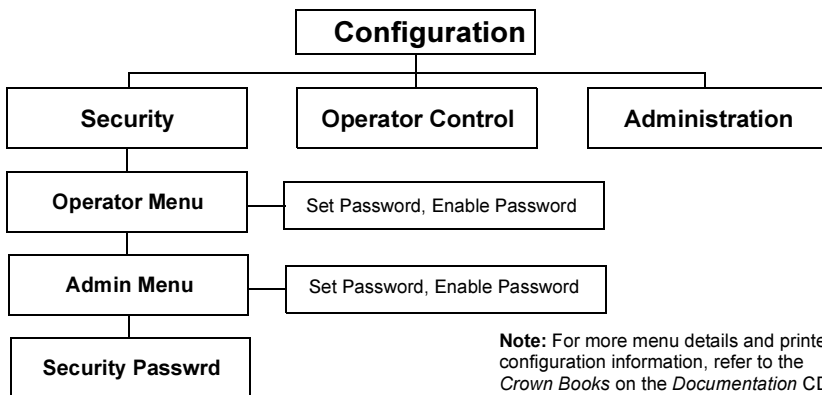 Configuration
Security
Operator Control
Administration
Operator Menu
Set Password, Enable Password
Admin Menu
Set Password, Enable Password
Security Passwrd
Note: For more menu details and printe
configuration information, refer to the
Crown Books on the Documentation CD